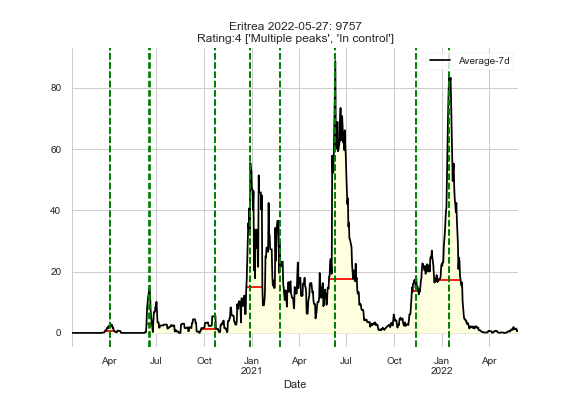 Eritrea 2022-05-27: 9757
Rating:4 ['Multiple peaks', 'In control']
Average-7d
80
60
40
20
0
Apr Jul Oct Jan Apr Jul Oct Jan Apr
2021 2022
Date